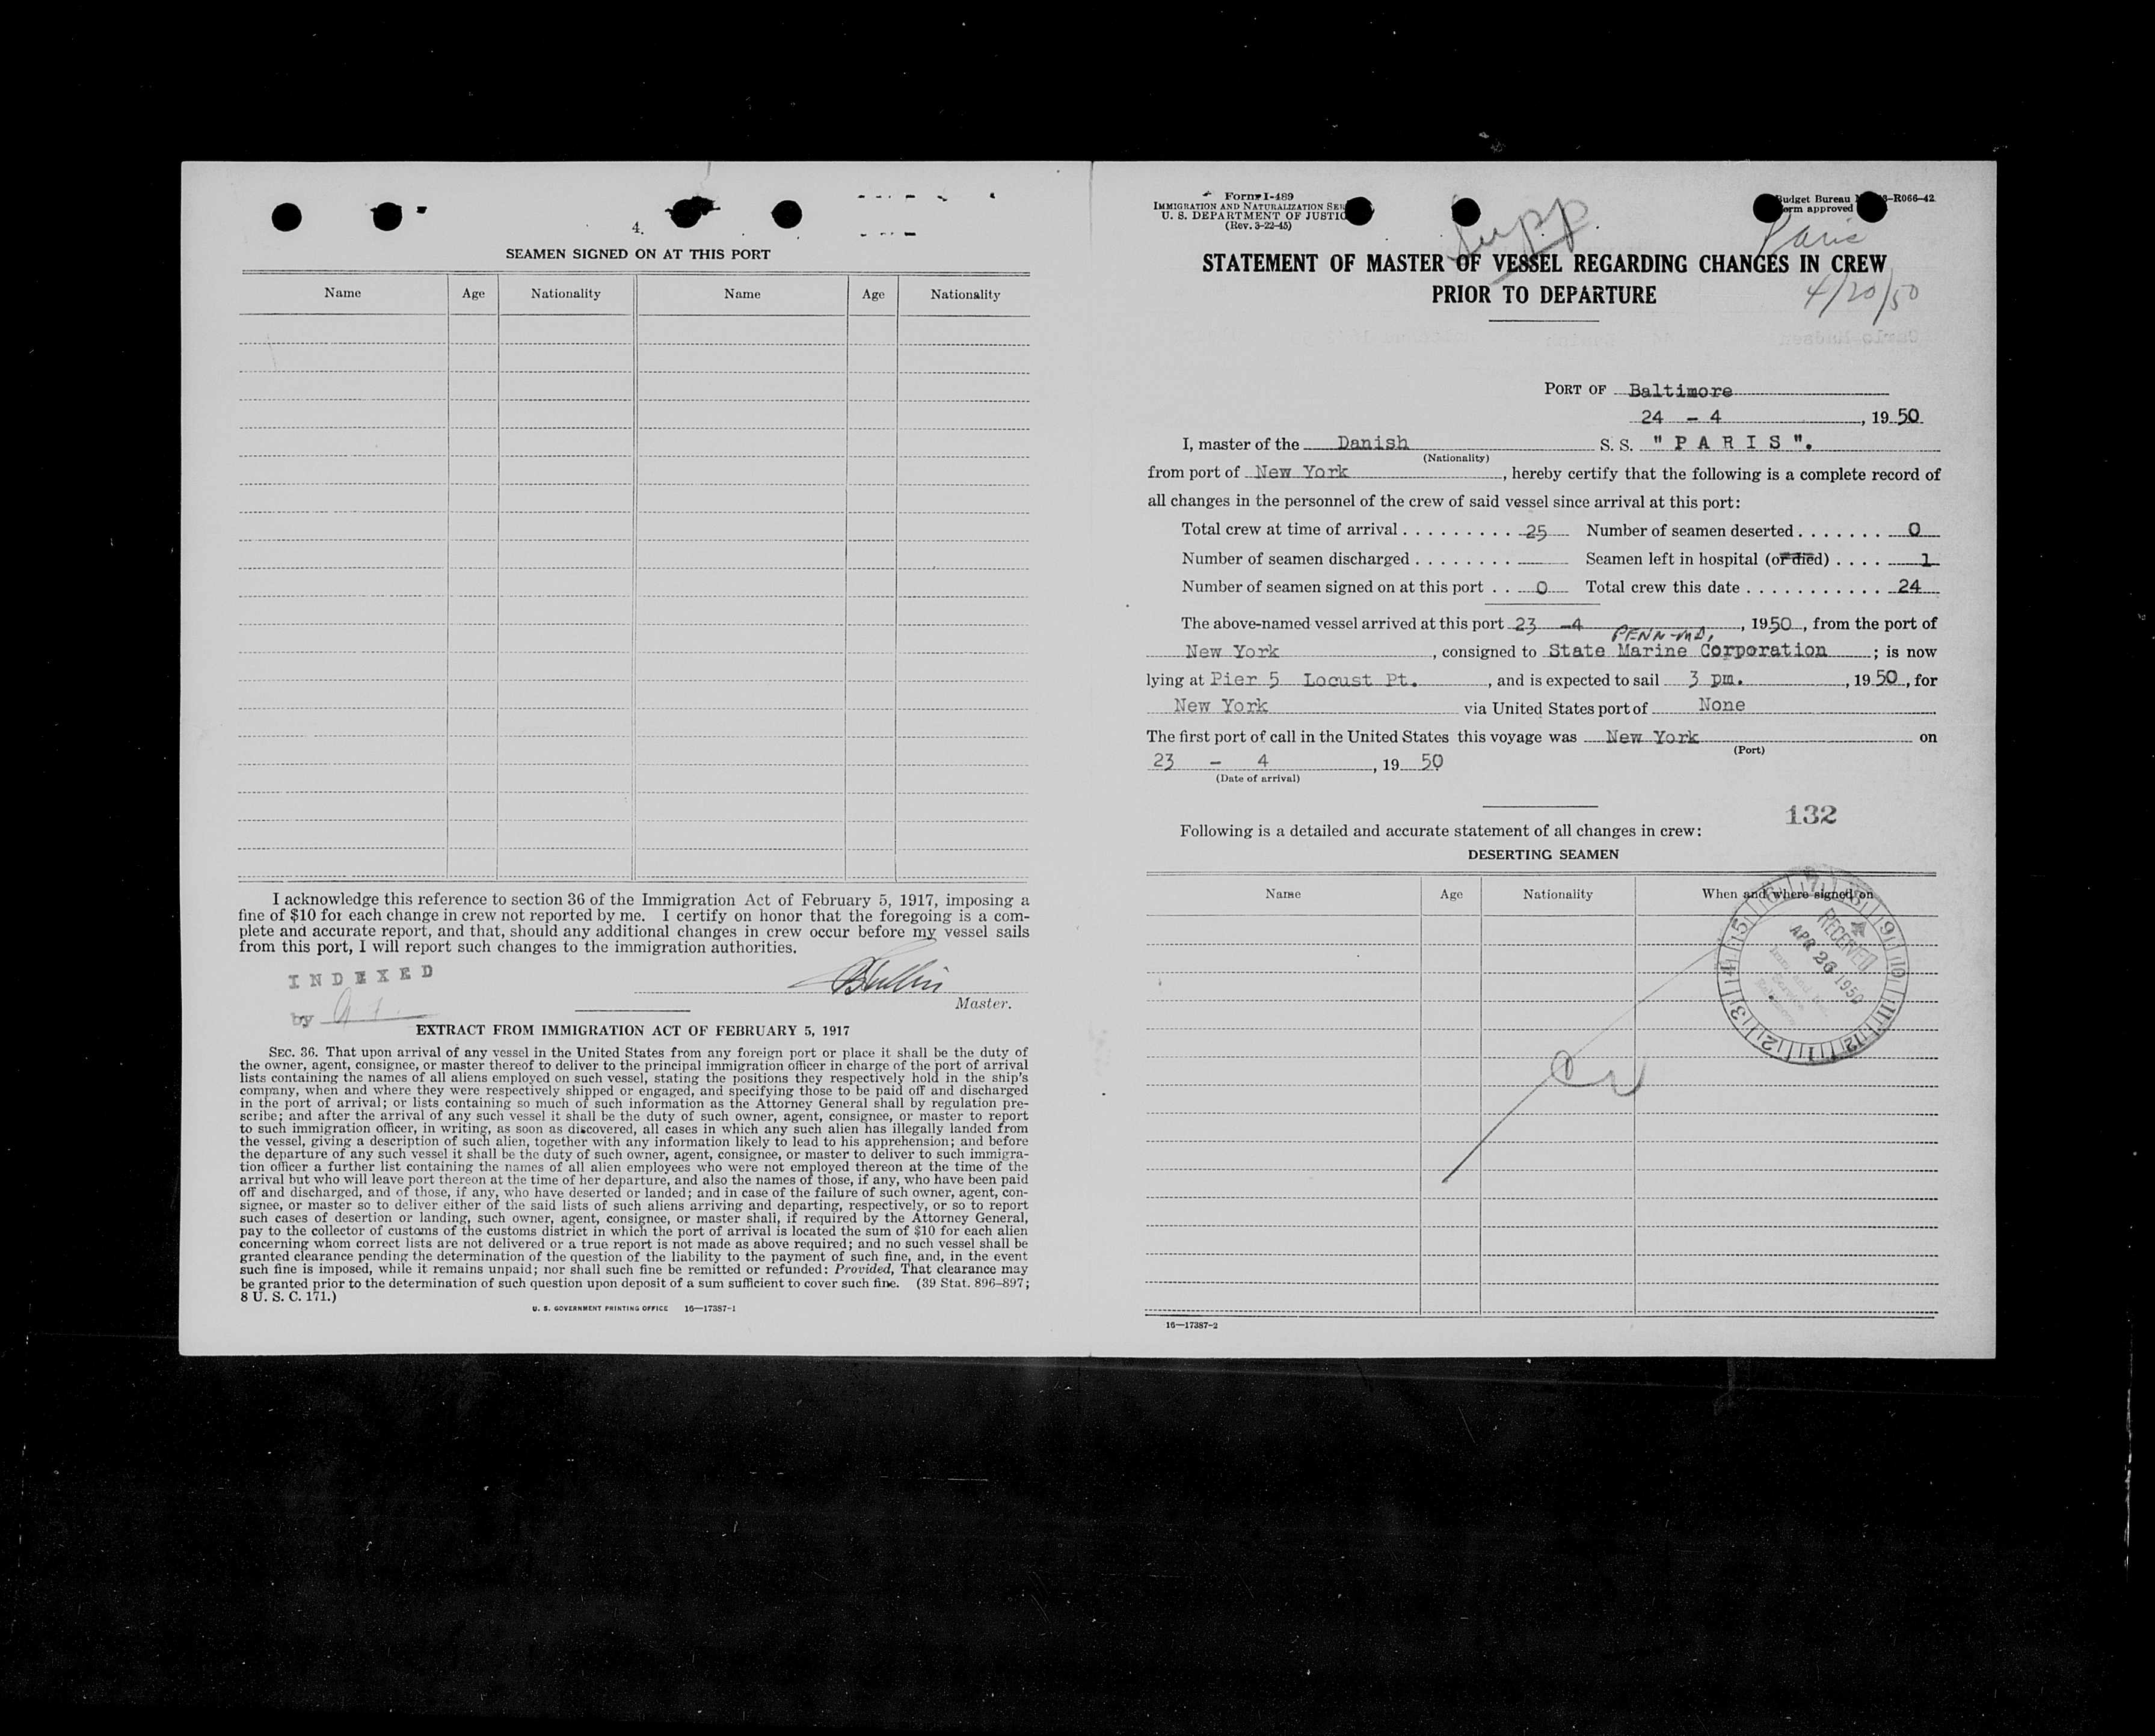 4.
SEAMEN SIGNED ON AT THIS PORT
Name Age Nationality Name Age Nationality
I acknowledge this reference to section 36 of the Immigration Act of February 5, 1917, imposing a
fine of $10 for each change in crew not reported by me. I certify on honor that the foregoing is a com-
plete and accurate report, and that, should any additional changes in crew occur before my vessel sails
from this port, I will report such changes to the immigration authorities.
INDEXED
by
Master.
EXTRACT FROM IMMIGRATION ACT OF FEBRUARY 5, 1917
SEC. 36. That upon arrival of any vessel in the United States from any foreign port or place it shall be the duty of
the owner, agent, consignee, or master thereof to deliver to the principal immigration officer in charge of the port of arrival
lists containing the names of all aliens employed on such vessel, stating the positions they respectively hold in the ship's
company, when and where they were respectively shipped or engaged, and specifying those to be paid off and discharged
in the port of arrival; or lists containing so much of such information as the Attorney General shall by regulation pre-
scribe; and after the arrival of any such vessel it shall be the duty of such owner, agent, consignee, or master to report
to such immigration officer, in writing, as soon as discovered, all cases in which any such alien has illegally landed from
the vessel, giving a description of such alien, together with any information likely to lead to his apprehension; and before
the departure of any such vessel it shall be the duty of such owner, agent, consignee, or master to deliver to such immigra-
tion officer a further list containing the names of all alien employees who were not employed thereon at the time of the
arrival but who will leave port thereon at the time of her departure, and also the names of those, if any, who have been paid
off and discharged, and of those, if any, who have deserted or landed; and in case of the failure of such owner, agent, con-
signee, or master so to deliver either of the said lists of such aliens arriving and departing, respectively, or so to report
such cases of desertion or landing, such owner, agent, consignee, or master shall, if required by the Attorney General,
pay to the collector of customs of the customs district in which the port of arrival is located the sum of $10 for each alien
concerning whom correct lists are not delivered or a true report is not made as above required; and no such vessel shall be
granted clearance pending the determination of the question of the liability to the payment of such fine, and, in the event
such fine is imposed, while it remains unpaid; nor shall such fine be remitted or refunded: Provided, That clearance may
be granted prior to the determination of such question upon deposit of a sum sufficient to cover such fine. (39 Stat. 896–897;
8 U. S. C. 171.)
U. S. GOVERNMENT PRINTING OFFICE 16—17387-1
Form I-489
IMMIGRATION AND NATURALIZATION
U. S. DEPARTMENT OF
(Rev. 3-22-45)
Supp
Budget Bureau -R066-42
approved
Paris
4/20/50
STATEMENT OF MASTER OF VESSEL REGARDING CHANGES IN CREW
PRIOR TO DEPARTURE
PORT OF Baltimore
24 - 4, 1950
I, master of the Danish S. S. "PARIS".
(Nationality)
from port of New York, hereby certify that the following is a complete record of
all changes in the personnel of the crew of said vessel since arrival at this port:
Total crew at time of arrival . . . . . . . . . 25 Number of seamen deserted . . . . . . . 0
Number of seamen discharged . . . . . . . . Seamen left in hospital (or died) . . . . 1
Number of seamen signed on at this port . . 0 Total crew this date . . . . . . . . . . . 24
The above-named vessel arrived at this port 23 -4, 1950, from the port of
PENN-MD,
New York, consigned to State Marine Corporation; is now
lying at Pier 5 Locust Pt., and is expected to sail 3 pm., 1950, for
New York via United States port of None
The first port of call in the United States this voyage was New York on
(Port)
23 - 4, 19 50
(Date of arrival)
132
Following is a detailed and accurate statement of all changes in crew:
DESERTING SEAMEN
Name Age Nationality When and where signed on
RECEIVED
APR 26 1950
16—17387-2